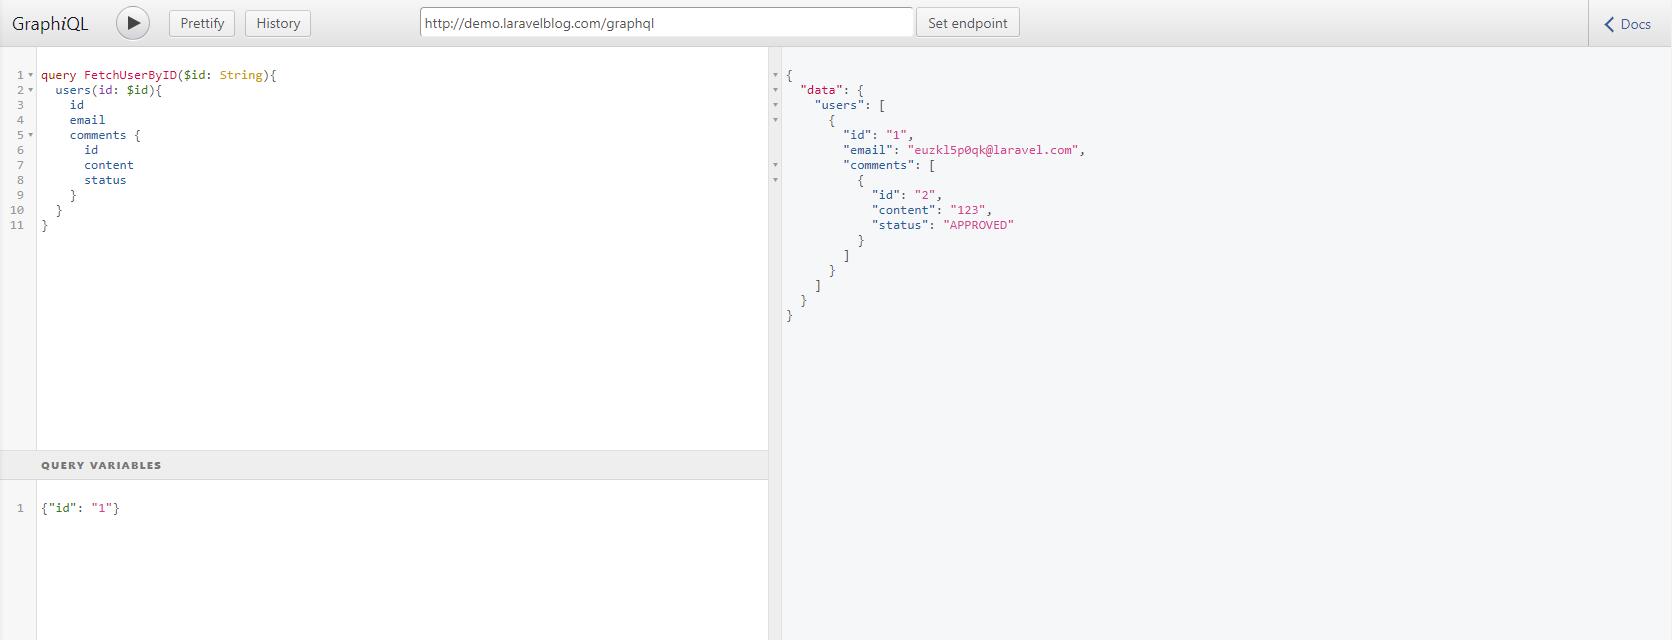 GraphiQL Prettify History http://demo.laravelblog.com/graphql Set endpoint Docs
1 query FetchUserByID($id: String){
2 users(id: $id){
3 id
4 email
5 comments {
6 id
7 content
8 status
9 }
10 }
11 }
QUERY VARIABLES
1 {"id": "1"}
{
"data": {
"users": [
{
"id": "1",
"email": "euzkl5p0qk@laravel.com",
"comments": [
{
"id": "2",
"content": "123",
"status": "APPROVED"
}
]
}
]
}
}